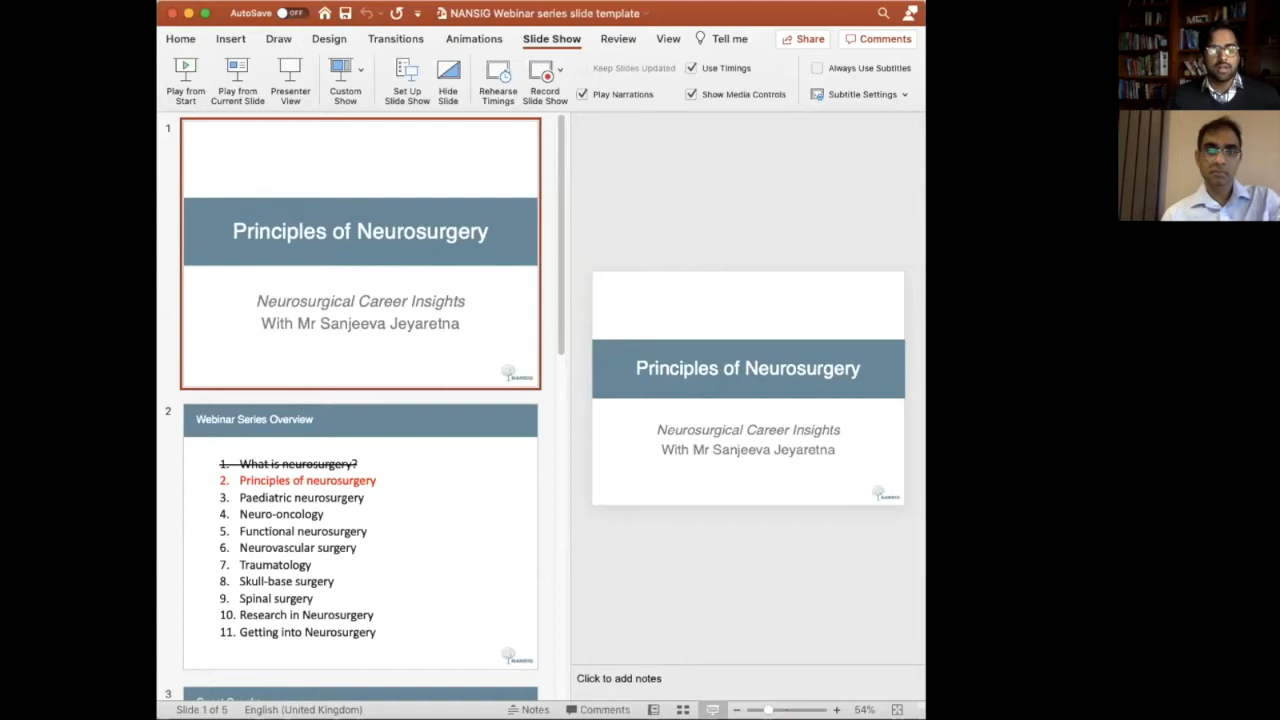 AutoSave OFF
NANSIG Webinar series slide template
Home Insert Draw Design Transitions Animations Slide Show Review View Tell me Share Comments
Play from Start
Play from Current Slide
Presenter View
Custom Show
Set Up Slide Show
Hide Slide
Rehearse Timings
Record Slide Show
Keep Slides Updated
Use Timings
Always Use Subtitles
Play Narrations
Show Media Controls
Subtitle Settings
1
Principles of Neurosurgery
Neurosurgical Career Insights
With Mr Sanjeeva Jeyaretna
NANSIG
2
Webinar Series Overview
1. What is neurosurgery?
2. Principles of neurosurgery
3. Paediatric neurosurgery
4. Neuro-oncology
5. Functional neurosurgery
6. Neurovascular surgery
7. Traumatology
8. Skull-base surgery
9. Spinal surgery
10. Research in Neurosurgery
11. Getting into Neurosurgery
NANSIG
3
Principles of Neurosurgery
Neurosurgical Career Insights
With Mr Sanjeeva Jeyaretna
NANSIG
Click to add notes
Slide 1 of 5 English (United Kingdom) Notes Comments 54%